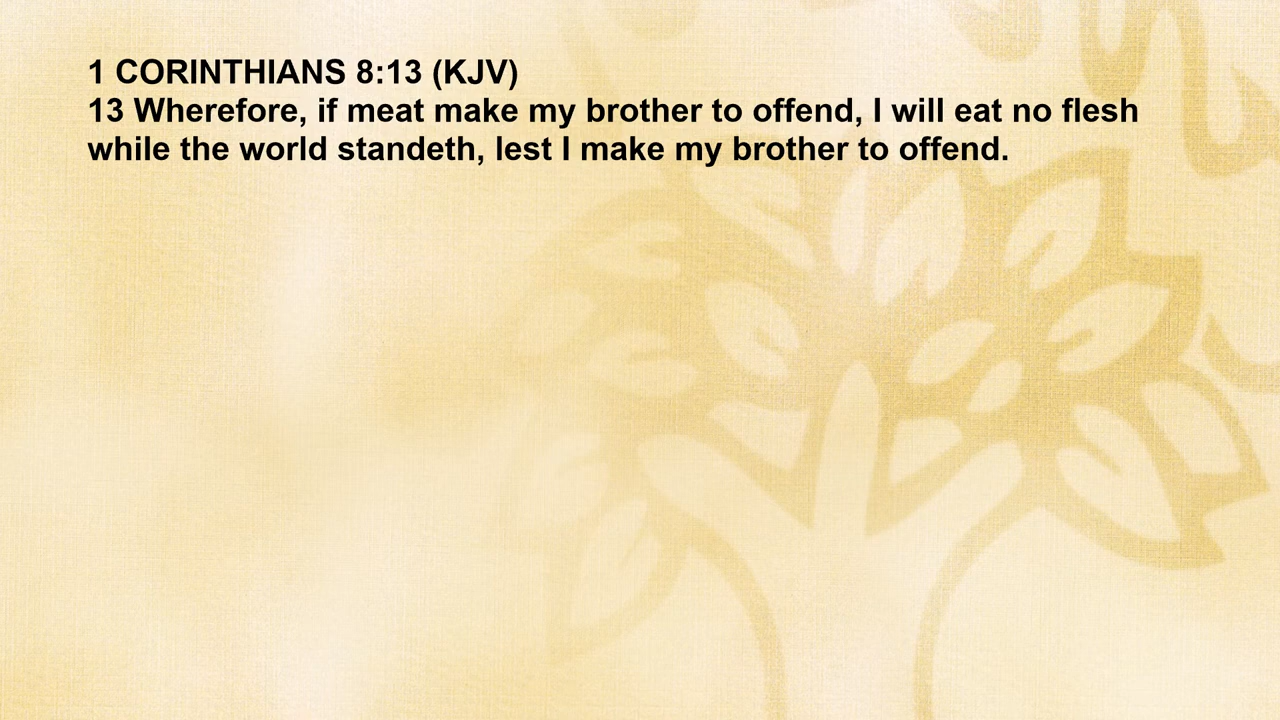 1 CORINTHIANS 8:13 (KJV)
13 Wherefore, if meat make my brother to offend, I will eat no flesh
while the world standeth, lest I make my brother to offend.